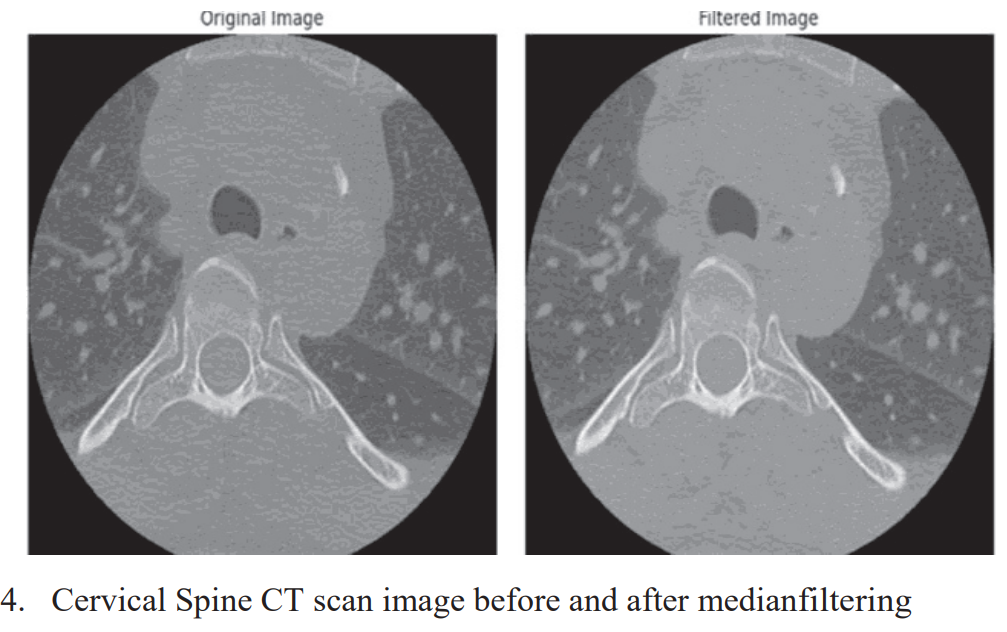 Original Image
Filtered Image
4. Cervical Spine CT scan image before and after medianfiltering